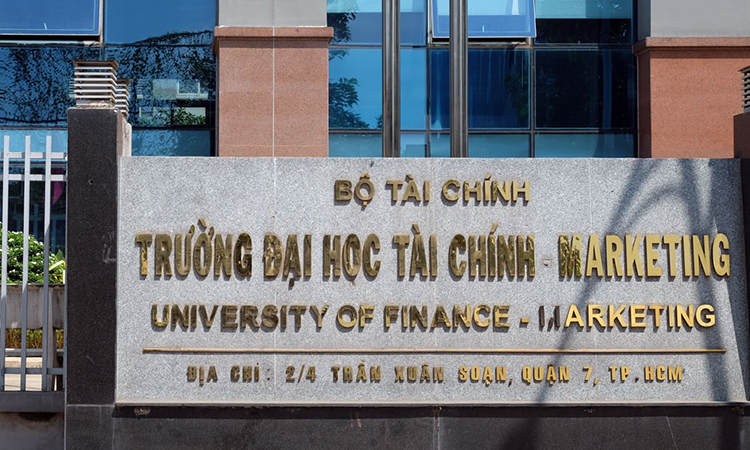 BỘ TÀI CHÍNH
TRƯỜNG ĐẠI HỌC TÀI CHÍNH - MARKETING
UNIVERSITY OF FINANCE - MARKETING
ĐỊA CHỈ : 2/4 TRẦN XUÂN SOẠN, QUẬN 7, TP. HCM